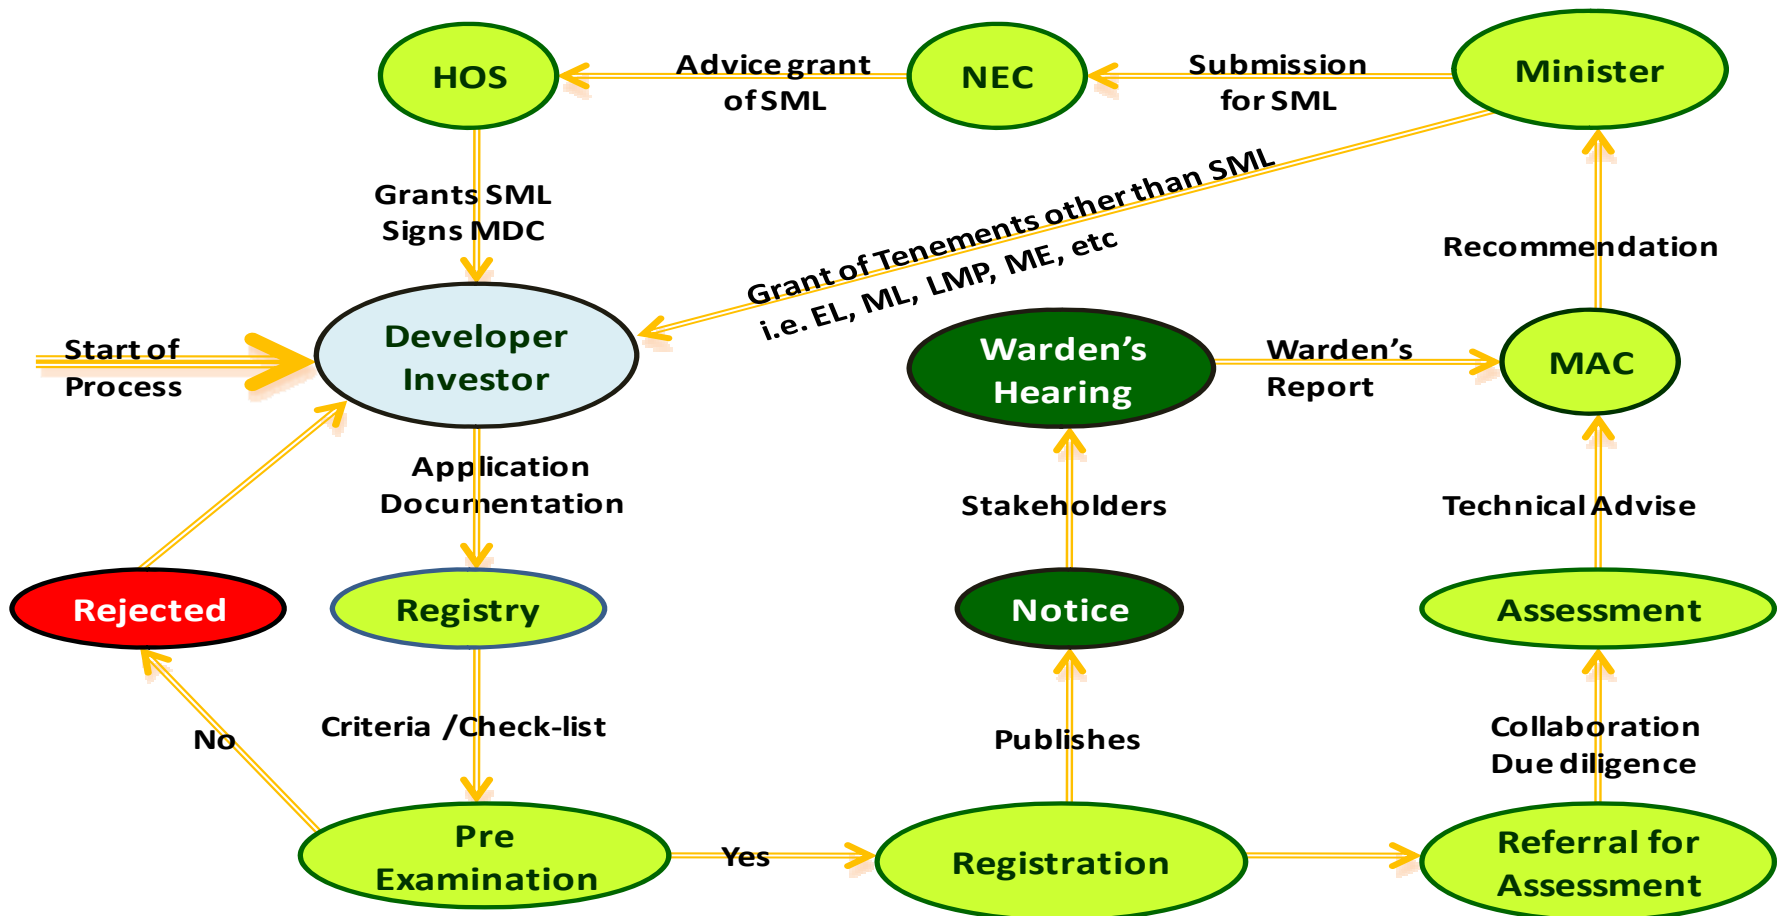 HOS
Advice grant
of SML
NEC
Submission
for SML
Minister
Grants SML
Signs MDC
Grant of Tenements other than SML
i.e. EL, ML, LMP, ME, etc
Recommendation
Start of
Process
Developer
Investor
Warden’s
Hearing
Warden’s
Report
MAC
Application
Documentation
Stakeholders
Technical Advise
Rejected
Registry
Notice
Assessment
No
Criteria /Check-list
Publishes
Collaboration
Due diligence
Pre
Examination
Yes
Registration
Referral for
Assessment